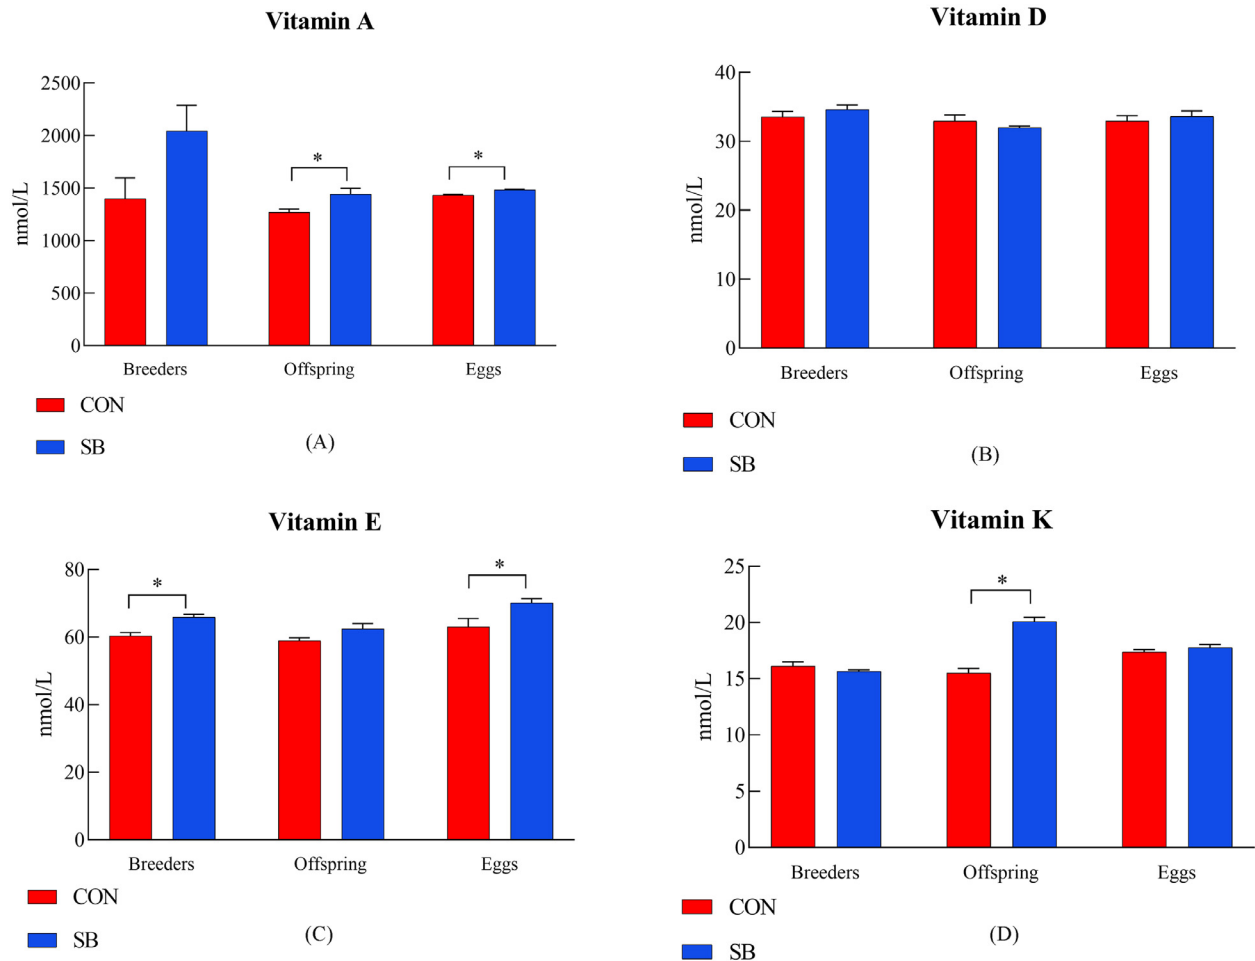 Vitamin A
nmol/L
2500
2000
1500
1000
500
0
*
*
Breeders
Offspring
Eggs
CON
SB
(A)
Vitamin D
nmol/L
40
30
20
10
0
Breeders
Offspring
Eggs
CON
SB
(B)
Vitamin E
nmol/L
80
60
40
20
0
*
*
Breeders
Offspring
Eggs
CON
SB
(C)
Vitamin K
nmol/L
25
20
15
10
5
0
*
Breeders
Offspring
Eggs
CON
SB
(D)